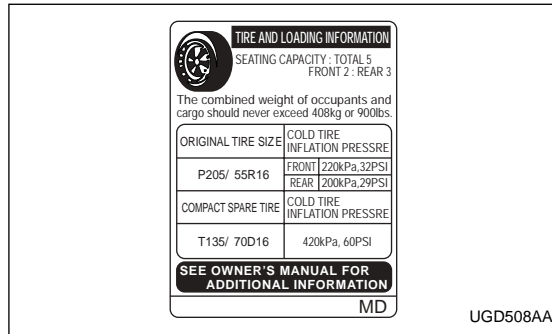 TIRE AND LOADING INFORMATION
SEATING CAPACITY : TOTAL 5
FRONT 2 : REAR 3
The combined weight of occupants and
cargo should never exceed 408kg or 900lbs.
ORIGINAL TIRE SIZE
COLD TIRE
INFLATION PRESSRE
P205/ 55R16
FRONT 220kPa,32PSI
REAR 200kPa,29PSI
COMPACT SPARE TIRE
COLD TIRE
INFLATION PRESSRE
T135/ 70D16
420kPa, 60PSI
SEE OWNER'S MANUAL FOR
ADDITIONAL INFORMATION
MD
UGD508AA